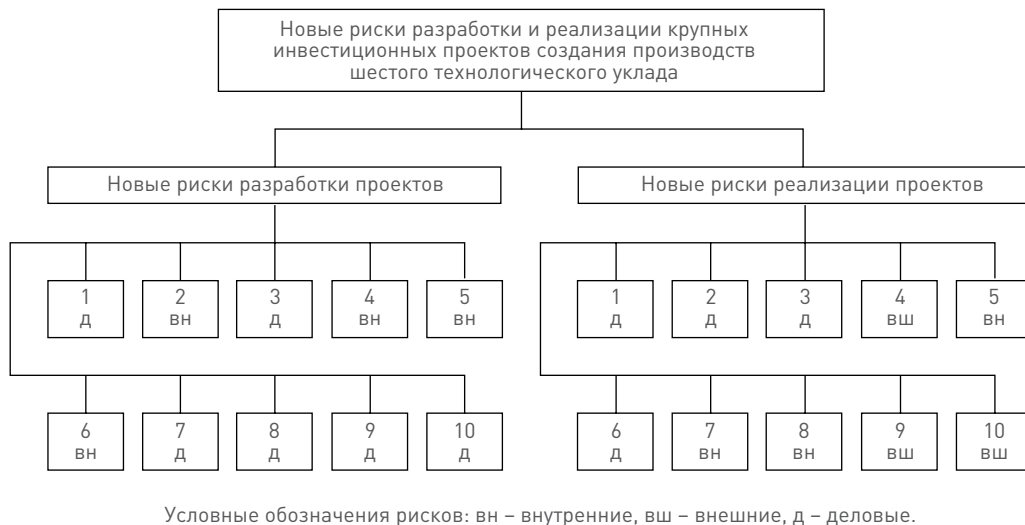 Новые риски разработки и реализации крупных
инвестиционных проектов создания производств
шестого технологического уклада
Новые риски разработки проектов
Новые риски реализации проектов
1
д
2
вн
3
д
4
вн
5
вн
1
д
2
д
3
д
4
вш
5
вн
6
вн
7
д
8
д
9
д
10
д
6
д
7
вн
8
вн
9
вш
10
вш
Условные обозначения рисков: вн – внутренние, вш – внешние, д – деловые.